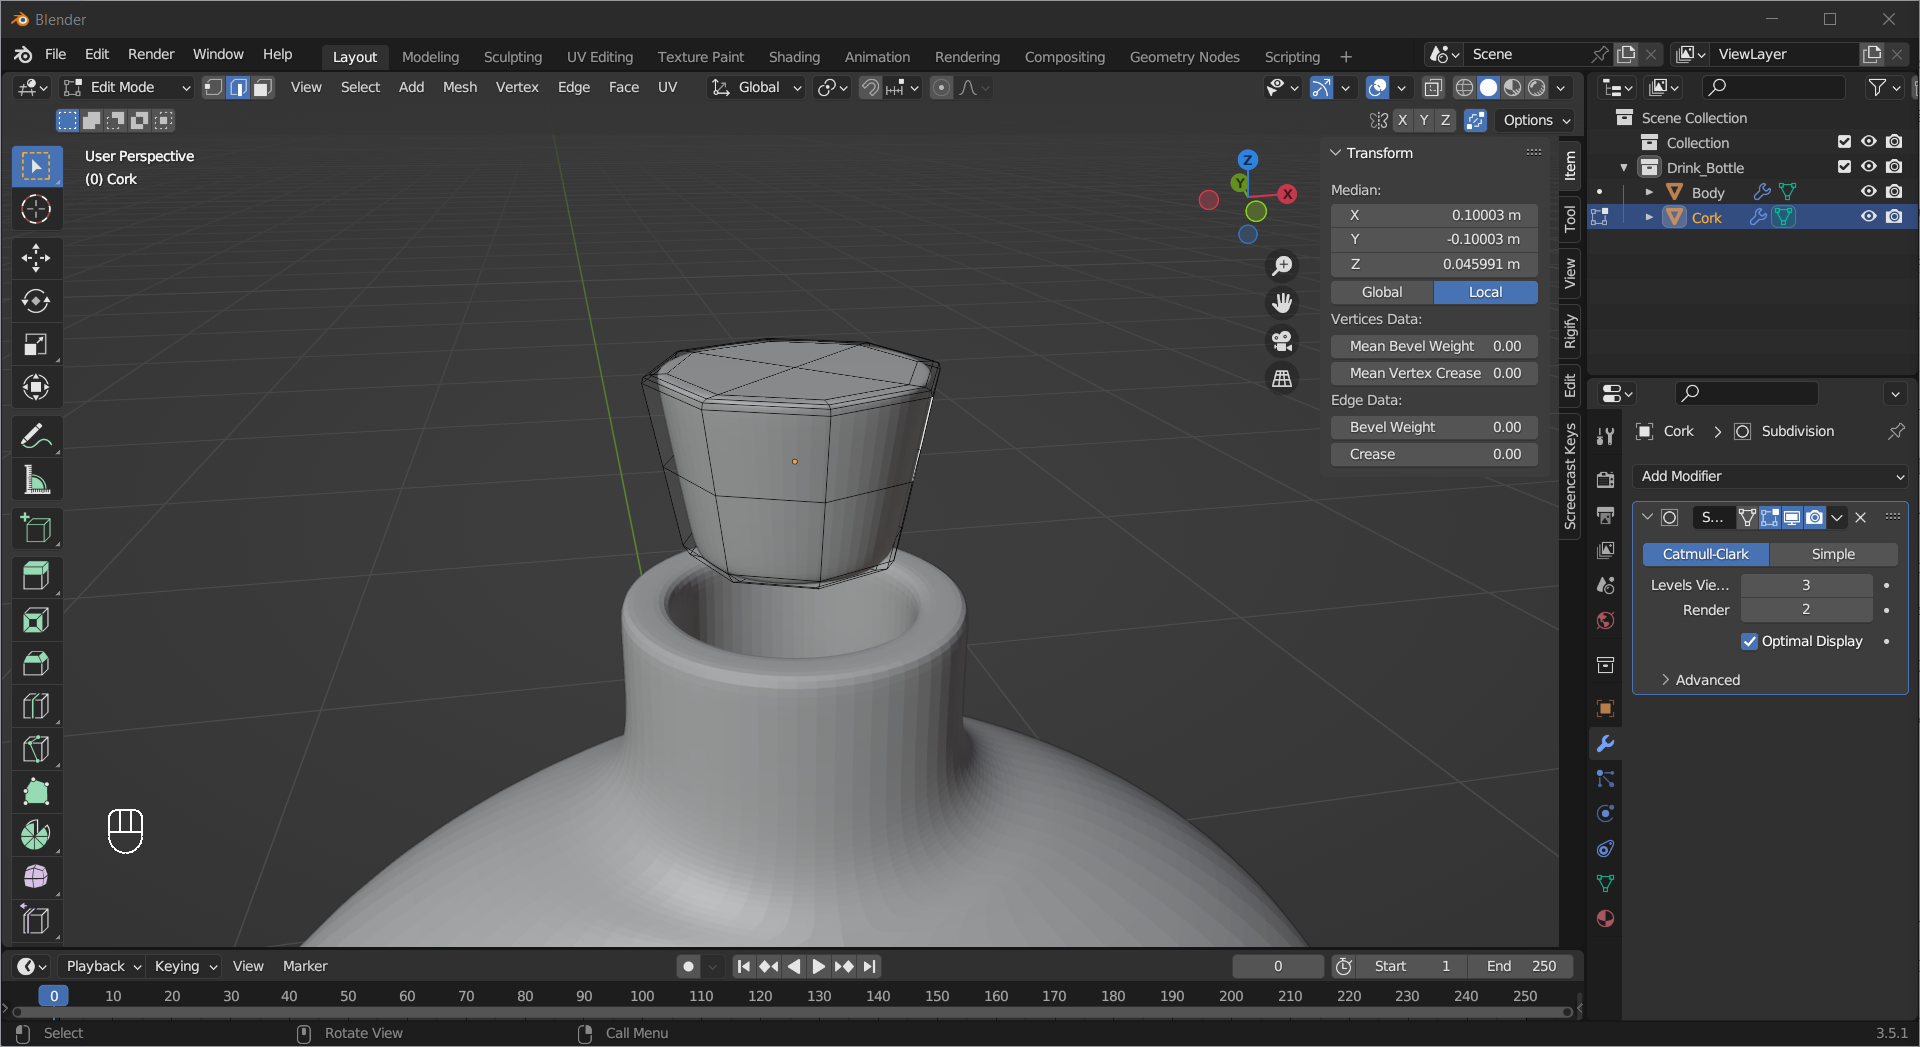 Blender
File Edit Render Window Help Layout Modeling Sculpting UV Editing Texture Paint Shading Animation Rendering Compositing Geometry Nodes Scripting + Scene ViewLayer
Edit Mode View Select Add Mesh Vertex Edge Face UV Global
X Y Z Options
User Perspective
(0) Cork
Z
Y
X
Transform
Median:
X 0.10003 m
Y -0.10003 m
Z 0.045991 m
Global Local
Vertices Data:
Mean Bevel Weight 0.00
Mean Vertex Crease 0.00
Edge Data:
Bevel Weight 0.00
Crease 0.00
Item
Tool
View
Rigify
Edit
Screencast Keys
Scene Collection
Collection
Drink_Bottle
Body
Cork
Cork > Subdivision
Add Modifier
S...
Catmull-Clark Simple
Levels Vie... 3
Render 2
Optimal Display
Advanced
Playback Keying View Marker 0 Start 1 End 250
0 10 20 30 40 50 60 70 80 90 100 110 120 130 140 150 160 170 180 190 200 210 220 230 240 250
Select Rotate View Call Menu 3.5.1